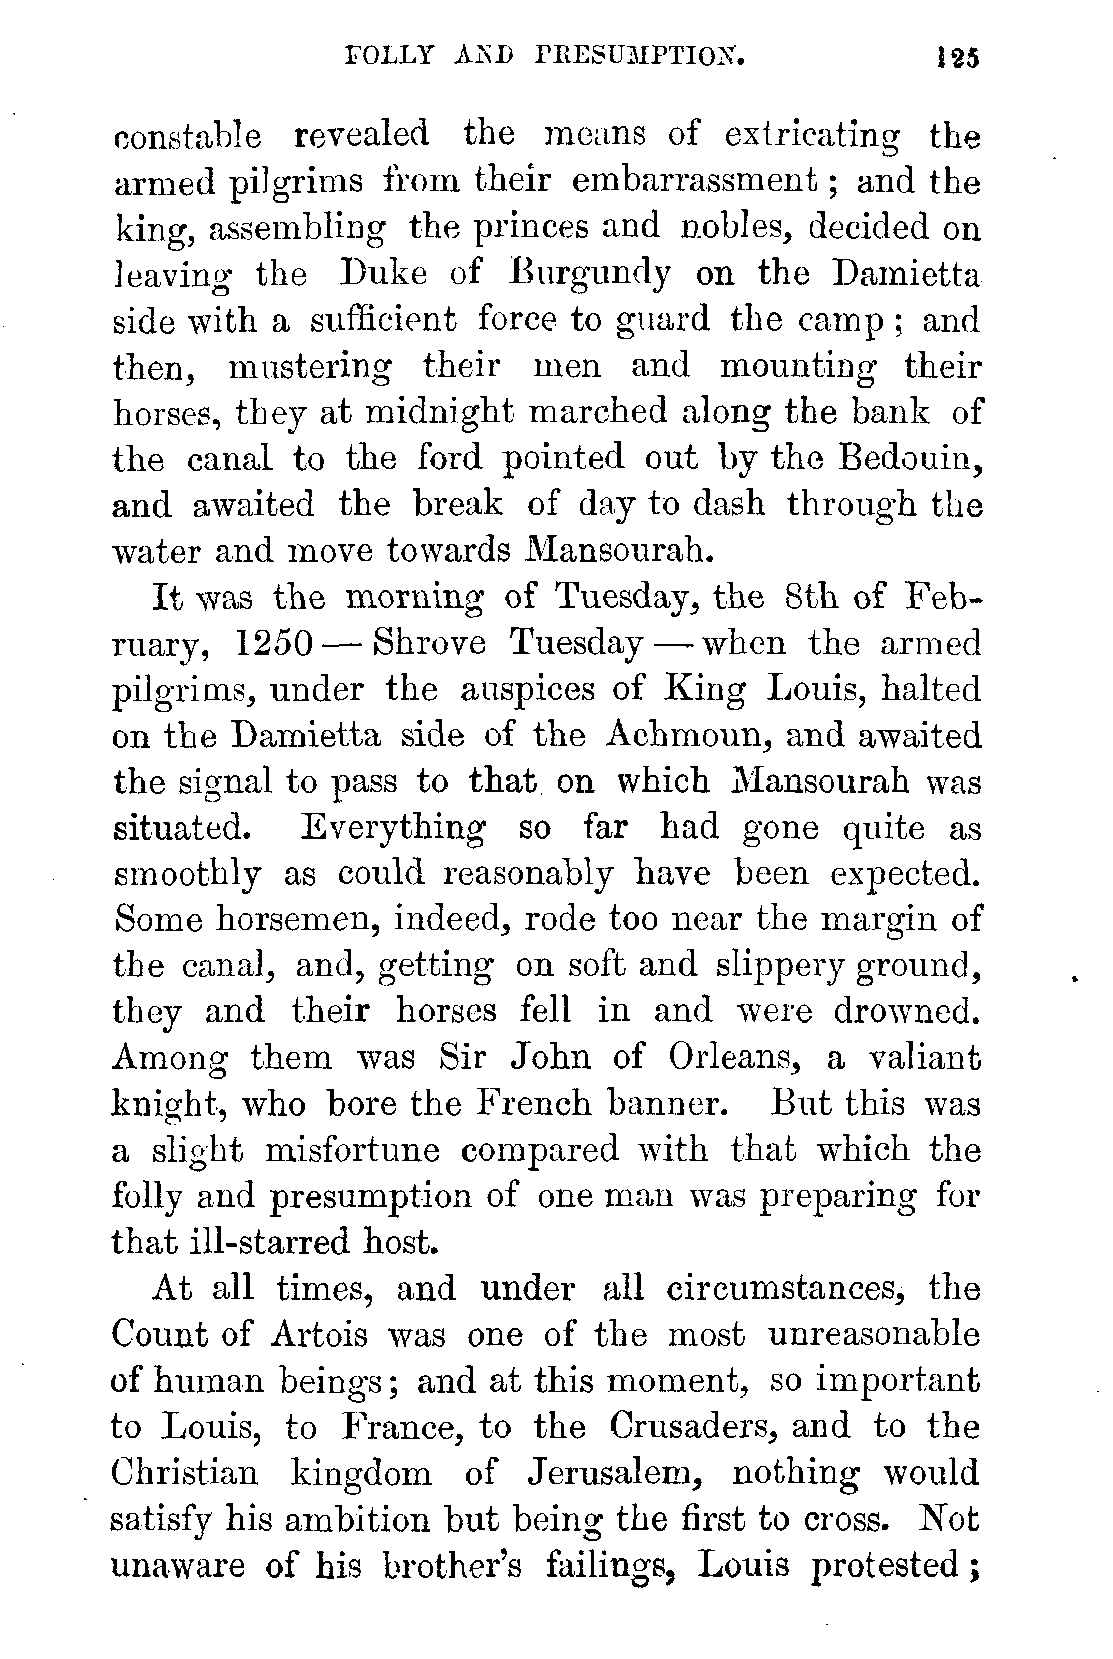 FOLLY AND PRESUMPTION. 125
constable revealed the means of extricating the
armed pilgrims from their embarrassment ; and the
king, assembling the princes and nobles, decided on
leaving the Duke of Burgundy on the Damietta
side with a sufficient force to guard the camp ; and
then, mustering their men and mounting their
horses, they at midnight marched along the bank of
the canal to the ford pointed out by the Bedouin,
and awaited the break of day to dash through the
water and move towards Mansourah.
It was the morning of Tuesday, the 8th of Feb-
ruary, 1250 — Shrove Tuesday — when the armed
pilgrims, under the auspices of King Louis, halted
on the Damietta side of the Achmoun, and awaited
the signal to pass to that on which Mansourah was
situated. Everything so far had gone quite as
smoothly as could reasonably have been expected.
Some horsemen, indeed, rode too near the margin of
the canal, and, getting on soft and slippery ground,
they and their horses fell in and were drowned.
Among them was Sir John of Orleans, a valiant
knight, who bore the French banner. But this was
a slight misfortune compared with that which the
folly and presumption of one man was preparing for
that ill-starred host.
At all times, and under all circumstances, the
Count of Artois was one of the most unreasonable
of human beings ; and at this moment, so important
to Louis, to France, to the Crusaders, and to the
Christian kingdom of Jerusalem, nothing would
satisfy his ambition but being the first to cross. Not
unaware of his brother's failings, Louis protested ;